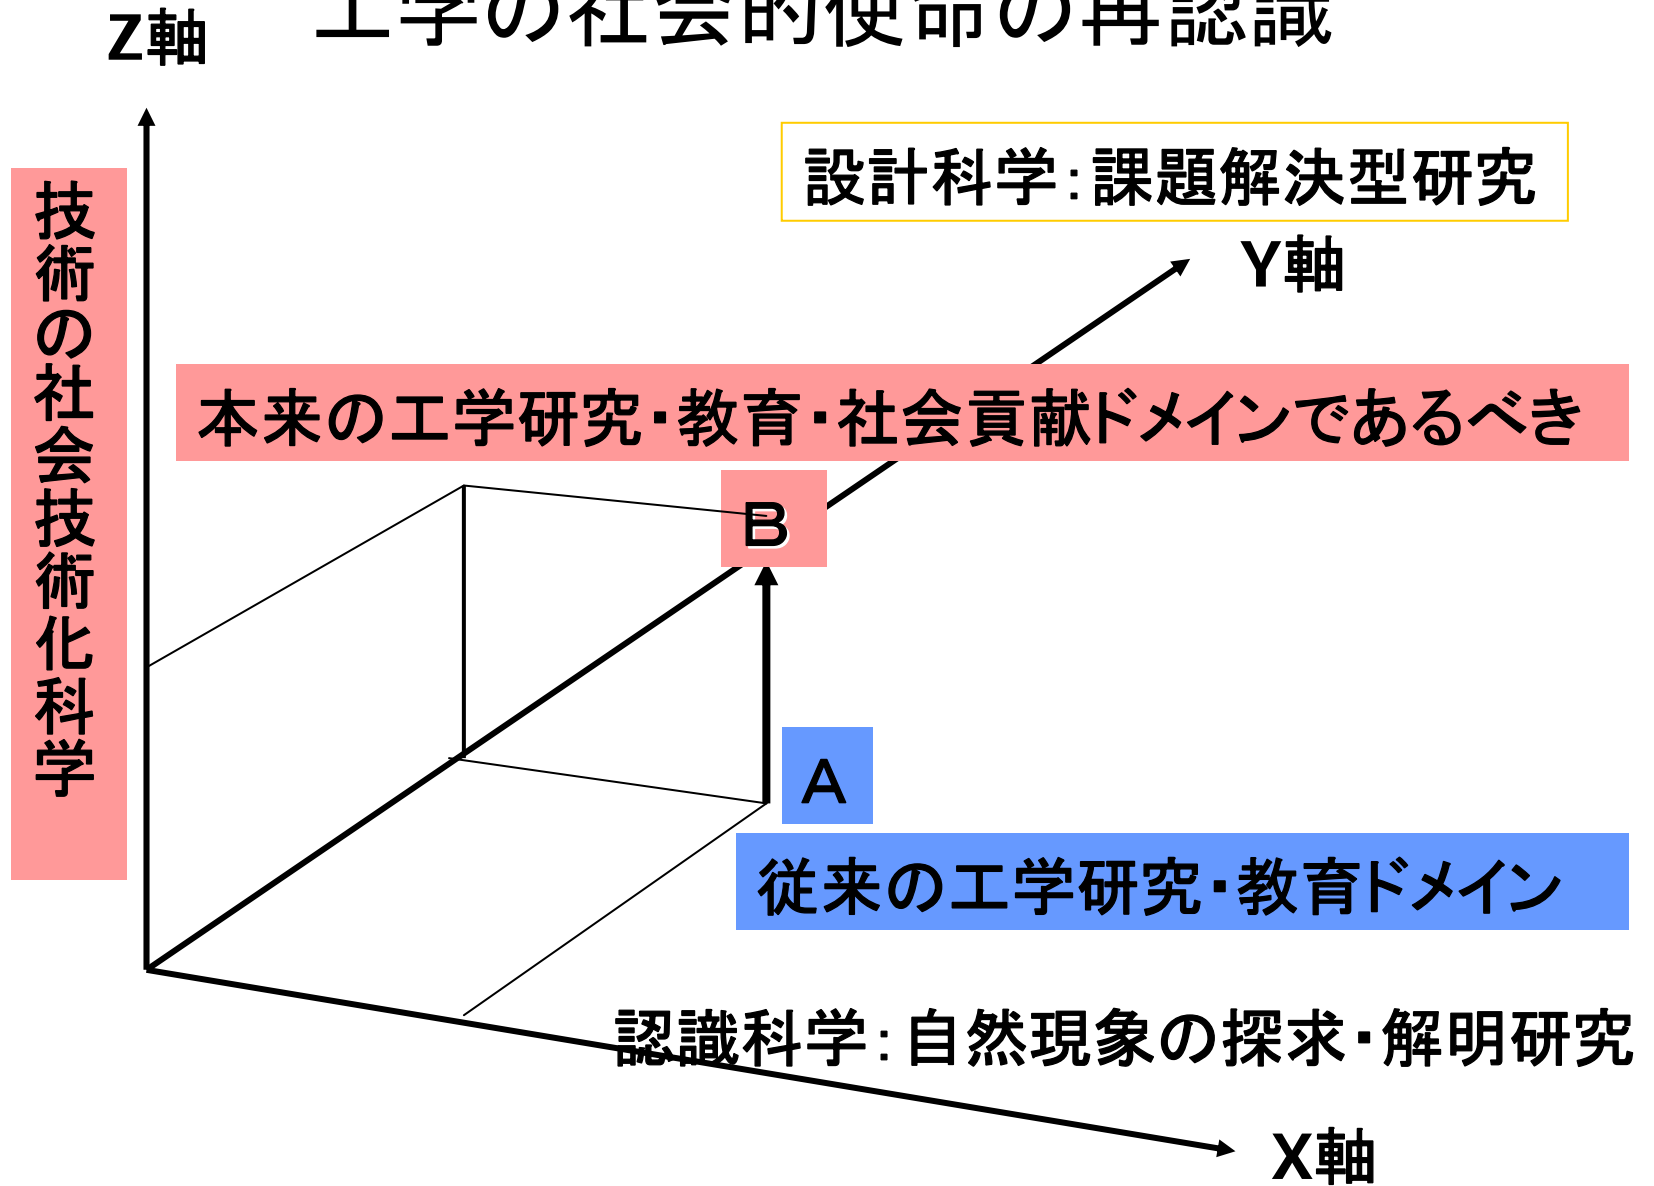 工学の社会的使命の再認識
Z軸
設計科学:課題解決型研究
Y軸
技術の社会技術化科学
本来の工学研究・教育・社会貢献ドメインであるべき
B
A
従来の工学研究・教育ドメイン
認識科学:自然現象の探求・解明研究
X軸